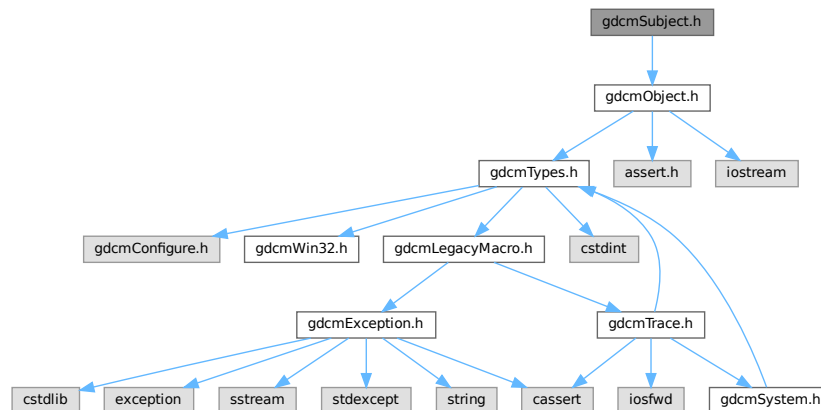 gdcmSubject.h
gdcmObject.h
gdcmTypes.h
assert.h
iostream
gdcmConfigure.h
gdcmWin32.h
gdcmLegacyMacro.h
cstdint
gdcmException.h
gdcmTrace.h
cstdlib
exception
sstream
stdexcept
string
cassert
iosfwd
gdcmSystem.h